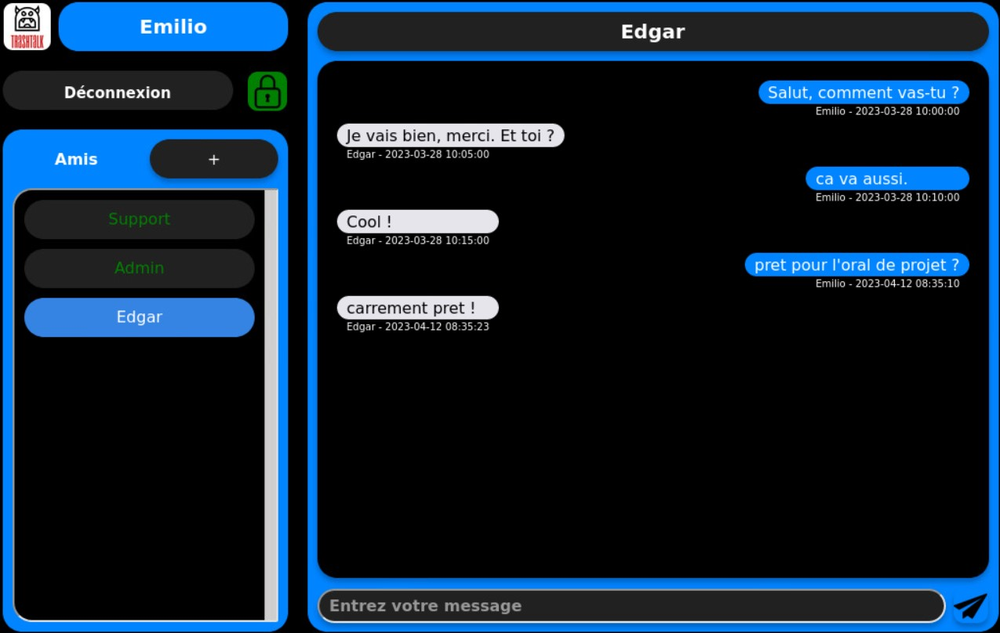 TRASHTALK
Emilio
Déconnexion
Amis
+
Support
Admin
Edgar
Edgar
Salut, comment vas-tu ?
Emilio - 2023-03-28 10:00:00
Je vais bien, merci. Et toi ?
Edgar - 2023-03-28 10:05:00
ca va aussi.
Emilio - 2023-03-28 10:10:00
Cool !
Edgar - 2023-03-28 10:15:00
pret pour l'oral de projet ?
Emilio - 2023-04-12 08:35:10
carrement pret !
Edgar - 2023-04-12 08:35:23
Entrez votre message